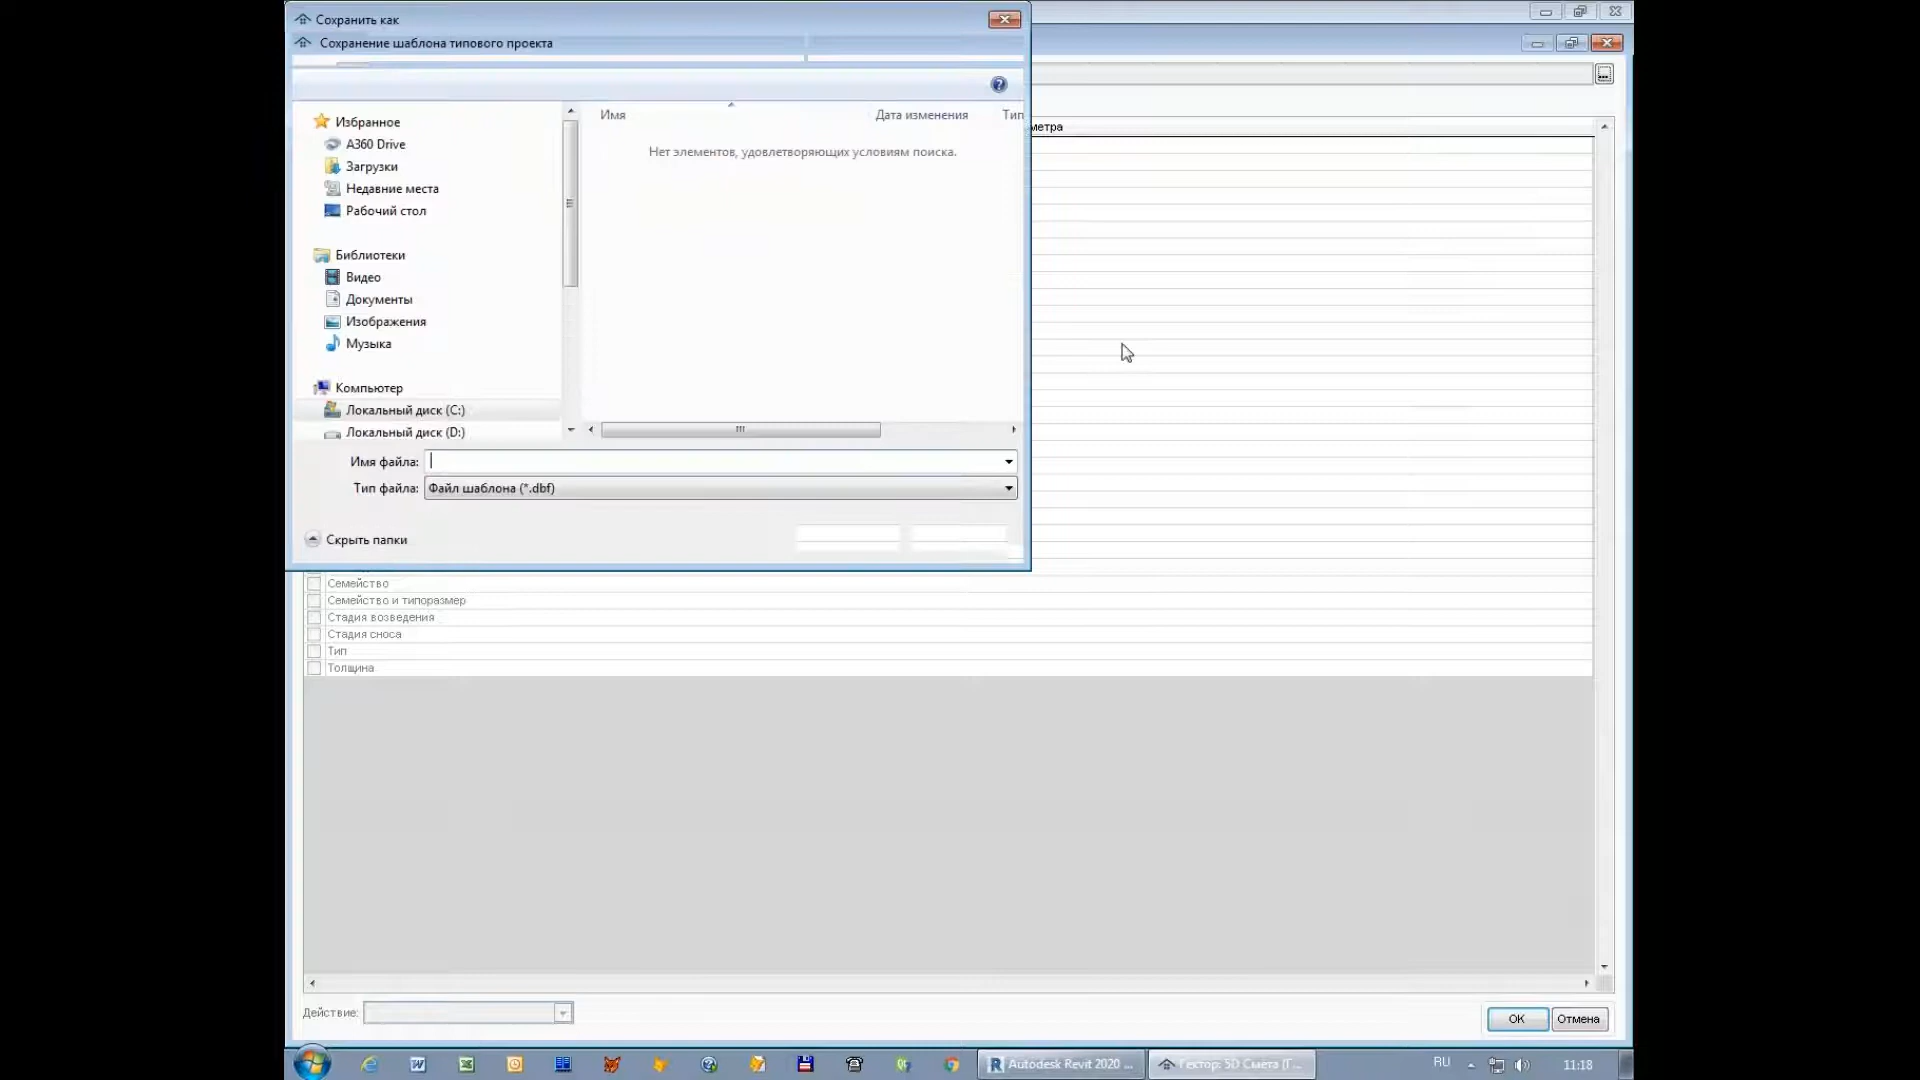 Сохранить как
Сохранение шаблона типового проекта
Избранное
A360 Drive
Загрузки
Недавние места
Рабочий стол
Библиотеки
Видео
Документы
Изображения
Музыка
Компьютер
Локальный диск (C:)
Локальный диск (D:)
Имя Дата изменения Тип
Нет элементов, удовлетворяющих условиям поиска.
метра
Имя файла:
Тип файла: Файл шаблона (*.dbf)
Скрыть папки
Семейство
Семейство и типоразмер
Стадия возведения
Стадия сноса
Тип
Толщина
Действие:
OK Отмена
Autodesk Revit 2020 ... Гектор: 5D Смета (Г... RU 11:18